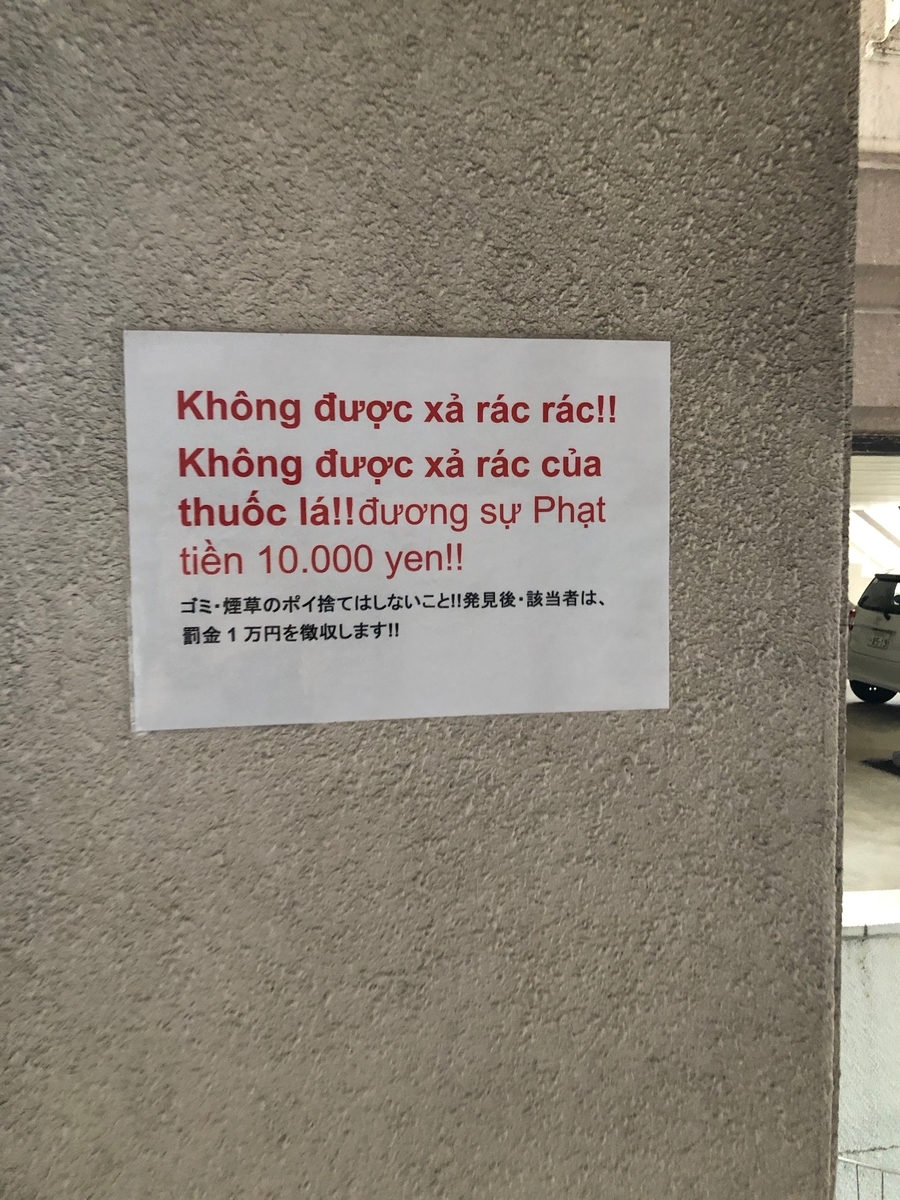 Không được xả rác rác!!
Không được xả rác của
thuốc lá!!đương sự Phạt
tiền 10.000 yen!!
ゴミ・煙草のポイ捨てはしないこと!!発見後・該当者は、
罰金 1 万円を徴収します!!